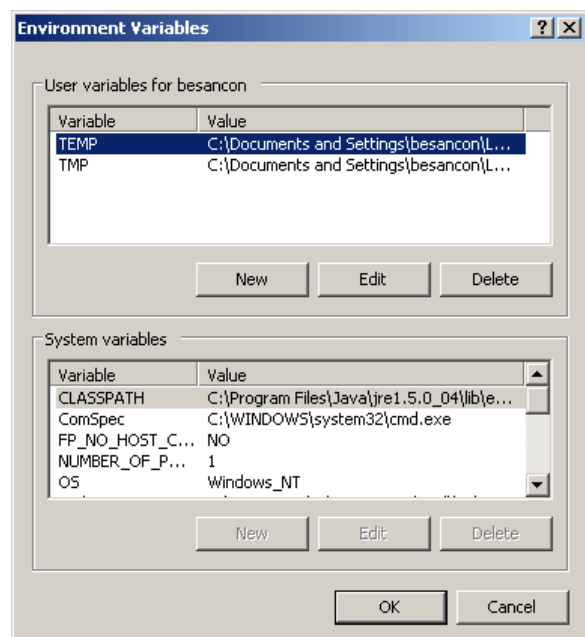 Environment Variables
User variables for besancon
Variable Value
TEMP C:\Documents and Settings\besancon\L...
TMP C:\Documents and Settings\besancon\L...
New Edit Delete
System variables
Variable Value
CLASSPATH C:\Program Files\Java\jre1.5.0_04\lib\e...
ComSpec C:\WINDOWS\system32\cmd.exe
FP_NO_HOST_C... NO
NUMBER_OF_P... 1
OS Windows_NT
New Edit Delete
OK Cancel